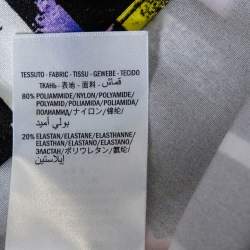 TESSUTO - FABRIC - TISSU - GEWEBE - TECIDO
ТКАНЬ - 表地 - 面料 - قماش
80% POLIAMMIDE/NYLON/POLYAMIDE/
POLYAMID/POLIAMIDA/POLIAMIDA/
ПОЛИАМИД/ナイロン/锦纶/
بولي أميد
20% ELASTAN/ELASTANE/ELASTHANNE/
ELASTHAN/ELASTANO/ELASTANO/
ЭЛАСТАН/ポリウレタン/氨纶/
إيلاستين